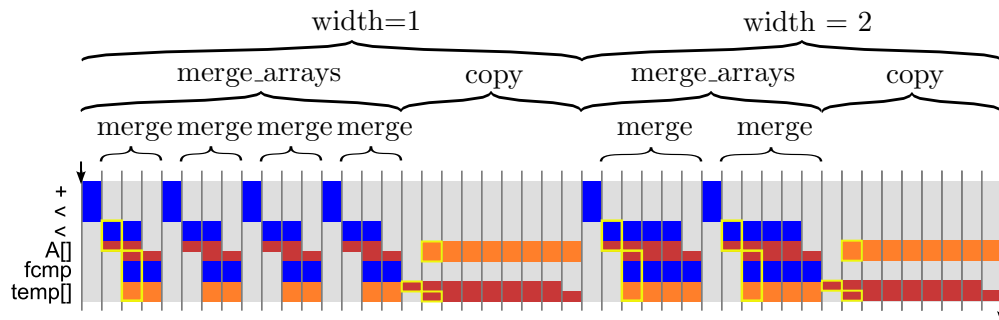 width=1 width = 2
merge_arrays copy merge_arrays copy
merge merge merge merge merge merge
+
<
<
A[]
fcmp
temp[]